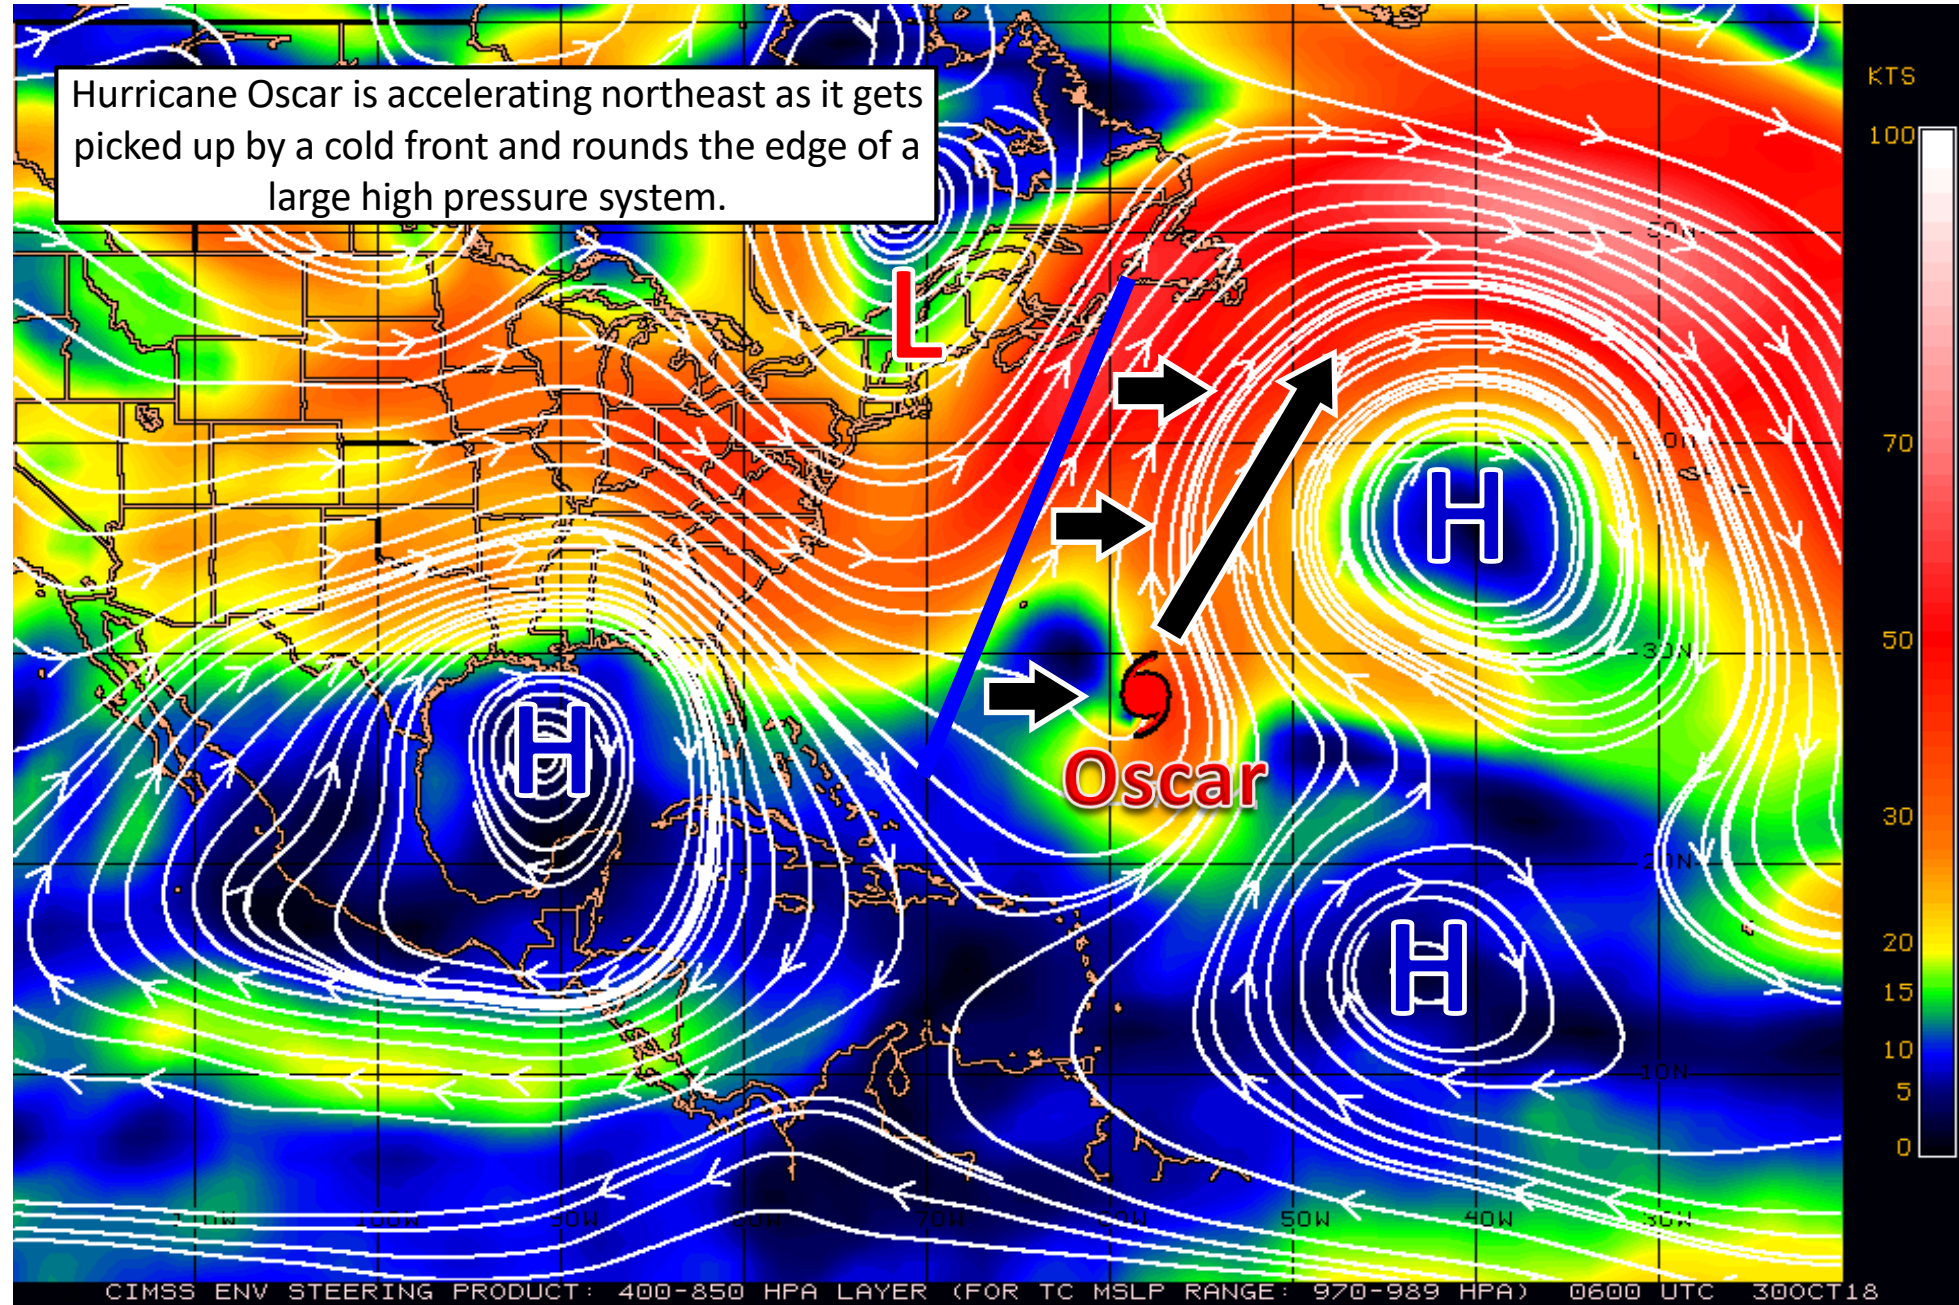 Hurricane Oscar is accelerating northeast as it gets
picked up by a cold front and rounds the edge of a
large high pressure system.
KTS
100
L
50N
70
40N
H
50
30N
H
Oscar
30
20N
20
H
15
10N
10
5
0
110W 100W 90W 80W 70W 60W 50W 40W 30W
CIMSS ENV STEERING PRODUCT: 400-850 HPA LAYER (FOR TC MSLP RANGE: 970-989 HPA) 0600 UTC 30OCT18